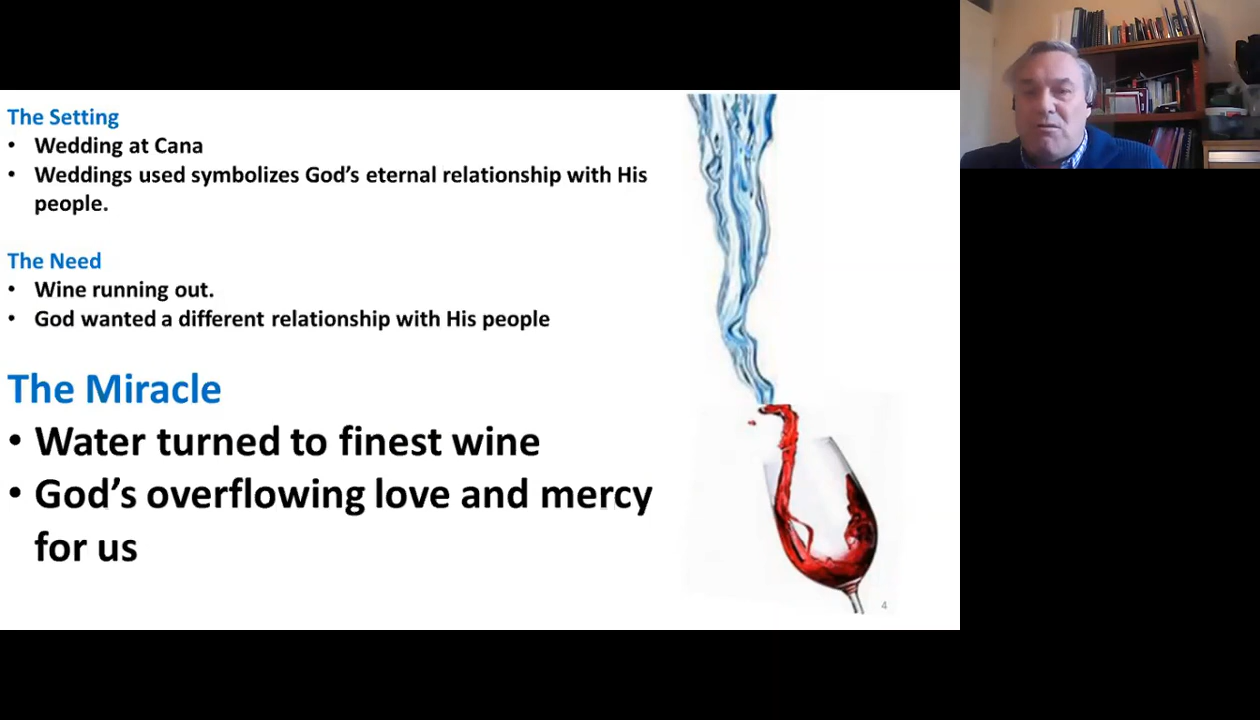 The Setting
• Wedding at Cana
• Weddings used symbolizes God's eternal relationship with His
people.
The Need
• Wine running out.
• God wanted a different relationship with His people
The Miracle
• Water turned to finest wine
• God's overflowing love and mercy
for us
4